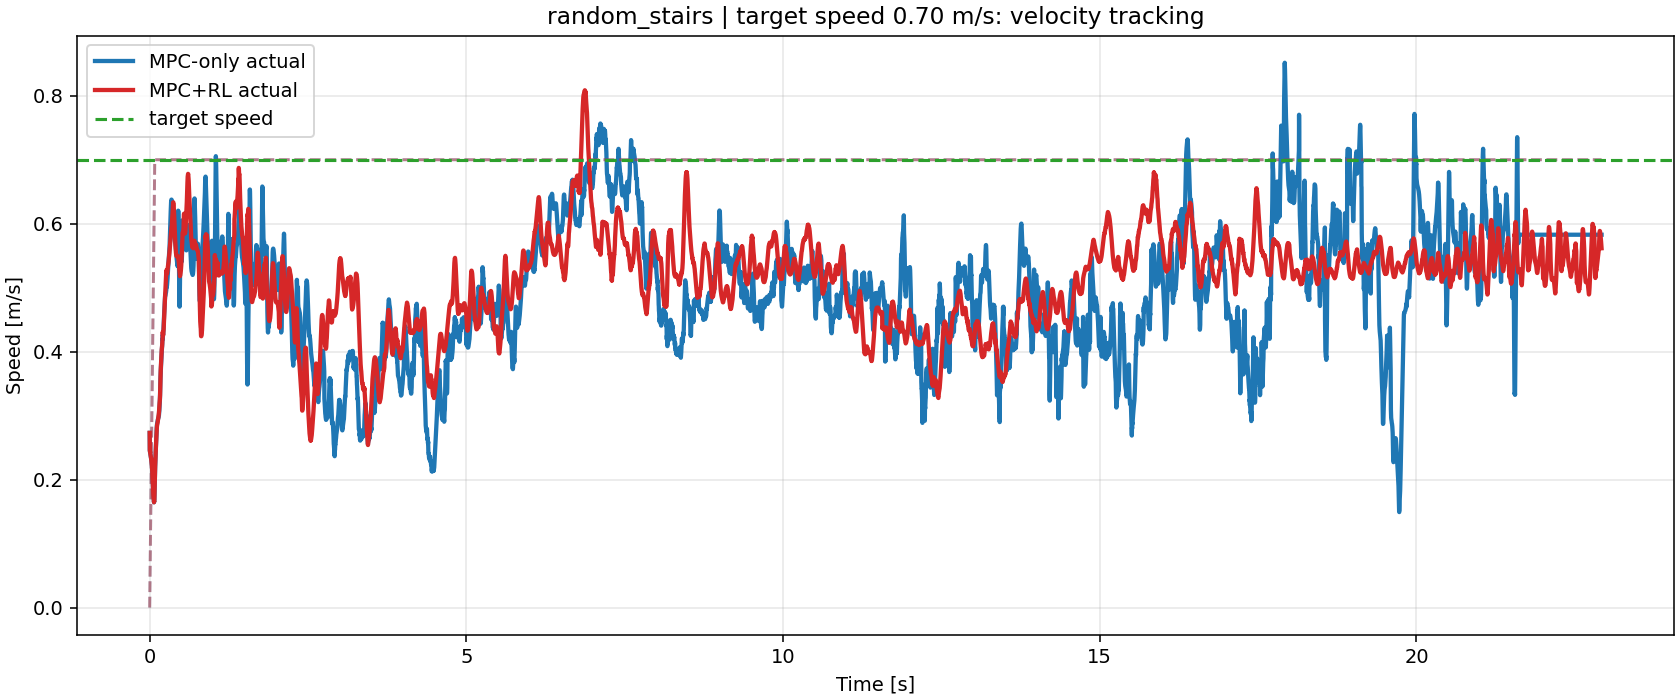 random_stairs | target speed 0.70 m/s: velocity tracking
MPC-only actual
MPC+RL actual
target speed
Speed [m/s]
0.8
0.6
0.4
0.2
0.0
0
5
10
15
20
Time [s]